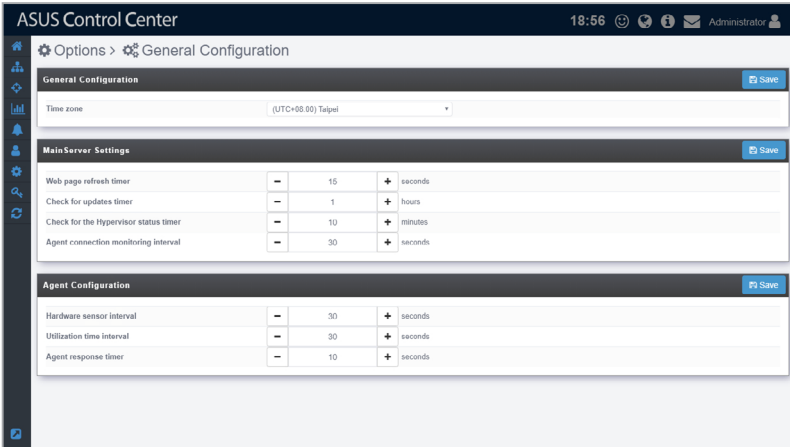 ASUS Control Center
18:56 Administrator
Options > General Configuration
General Configuration Save
Time zone (UTC+08.00) Taipei
MainServer Settings Save
Web page refresh timer 15 seconds
Check for updates timer 1 hours
Check for the Hypervisor status timer 10 minutes
Agent connection monitoring interval 30 seconds
Agent Configuration Save
Hardware sensor interval 30 seconds
Utilization time interval 30 seconds
Agent response timer 10 seconds